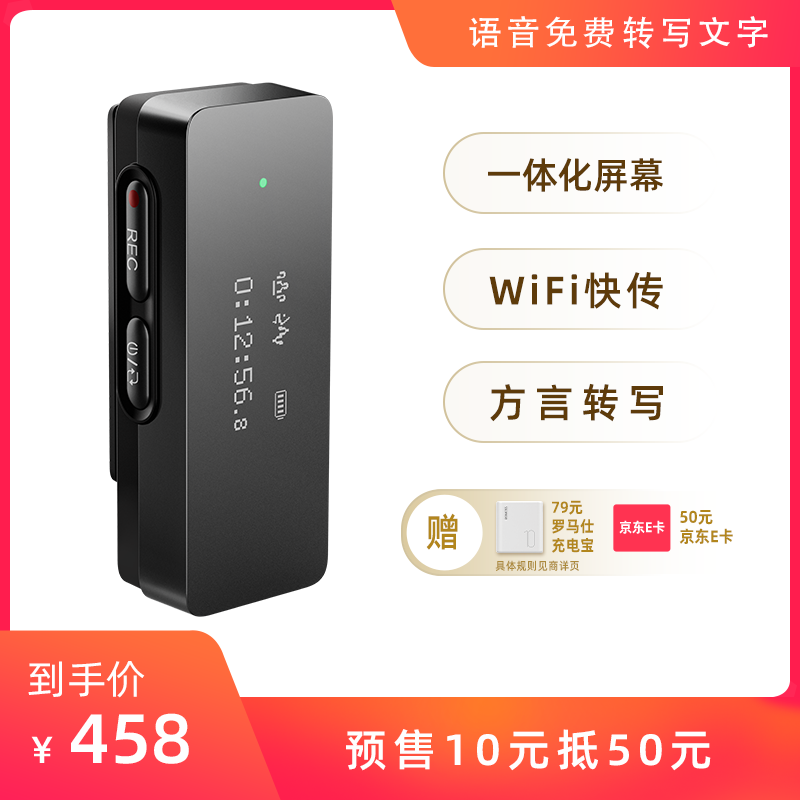 语音免费转写文字
一体化屏幕
WiFi快传
方言转写
REC
0:12:56.8
赠
79元
罗马仕
充电宝
京东E卡
50元
京东E卡
具体规则见商详页
到手价
¥ 458
预售10元抵50元